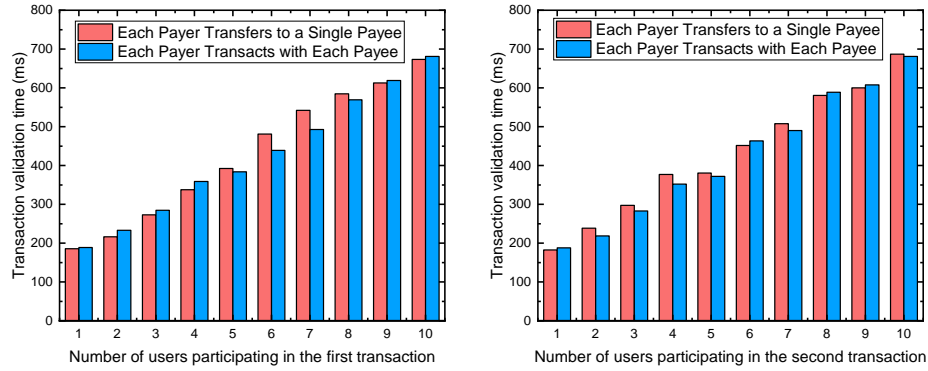 Each Payer Transfers to a Single Payee
Each Payer Transacts with Each Payee
Transaction validation time (ms)
800
700
600
500
400
300
200
100
0
1 2 3 4 5 6 7 8 9 10
Number of users participating in the first transaction
Each Payer Transfers to a Single Payee
Each Payer Transacts with Each Payee
Transaction validation time (ms)
800
700
600
500
400
300
200
100
0
1 2 3 4 5 6 7 8 9 10
Number of users participating in the second transaction